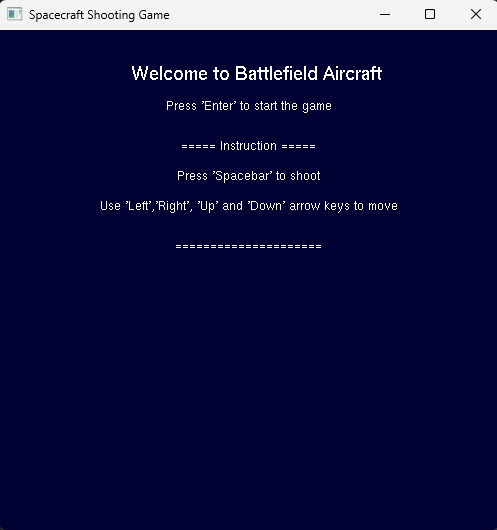 Spacecraft Shooting Game
Welcome to Battlefield Aircraft
Press 'Enter' to start the game
===== Instruction =====
Press 'Spacebar' to shoot
Use 'Left','Right', 'Up' and 'Down' arrow keys to move
=====================